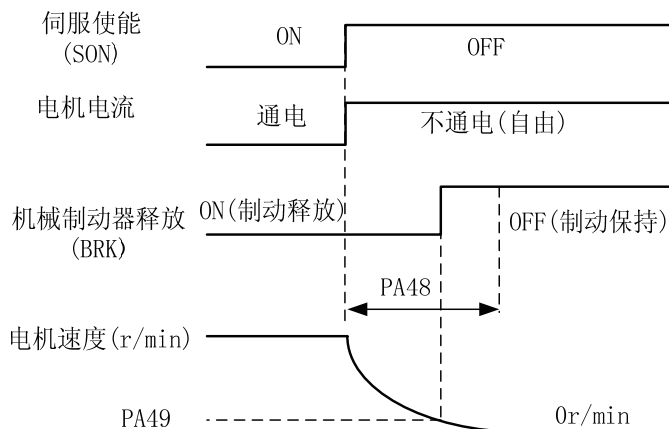 伺服使能
(SON)
ON
OFF
电机电流
通电
不通电(自由)
机械制动器释放
(BRK)
ON(制动释放)
OFF(制动保持)
PA48
电机速度(r/min)
PA49
0r/min